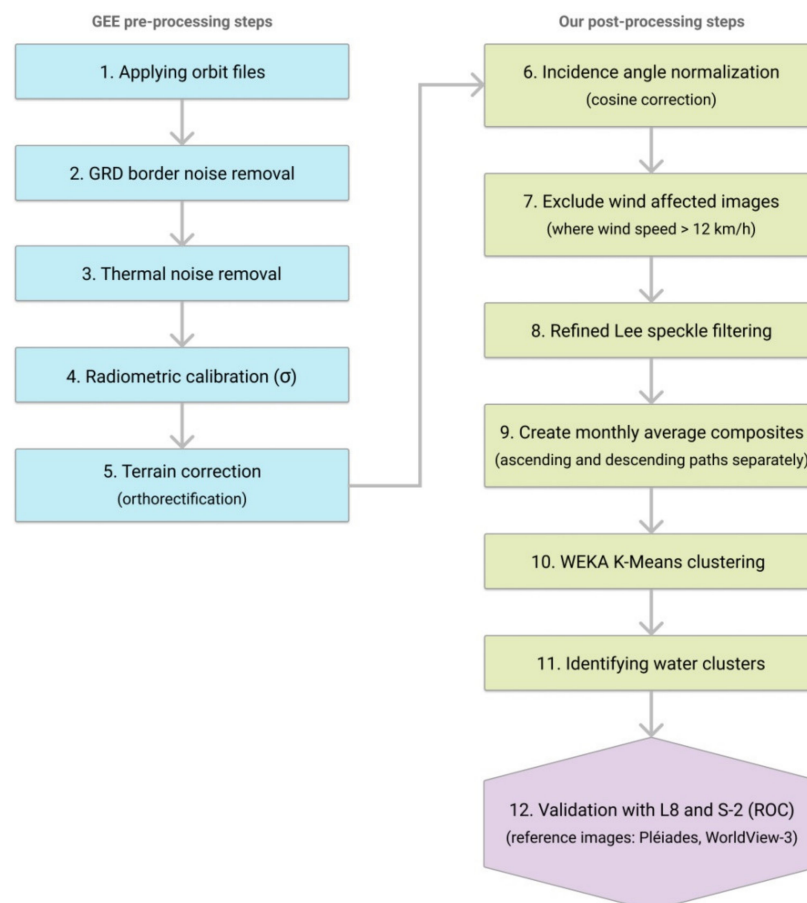 GEE pre-processing steps
1. Applying orbit files
2. GRD border noise removal
3. Thermal noise removal
4. Radiometric calibration (σ)
5. Terrain correction
(orthorectification)
Our post-processing steps
6. Incidence angle normalization
(cosine correction)
7. Exclude wind affected images
(where wind speed > 12 km/h)
8. Refined Lee speckle filtering
9. Create monthly average composites
(ascending and descending paths separately)
10. WEKA K-Means clustering
11. Identifying water clusters
12. Validation with L8 and S-2 (ROC)
(reference images: Pléiades, WorldView-3)